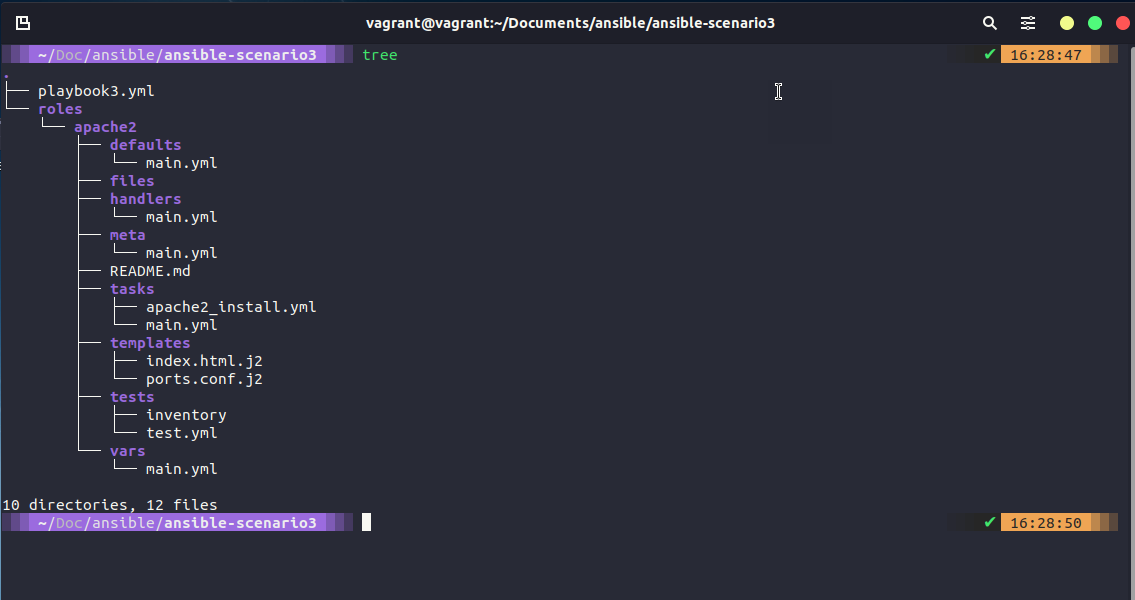 vagrant@vagrant:~/Documents/ansible/ansible-scenario3
~/Doc/ansible/ansible-scenario3 tree ✔ 16:28:47
.
├── playbook3.yml
└── roles
    └── apache2
        ├── defaults
        │   └── main.yml
        ├── files
        ├── handlers
        │   └── main.yml
        ├── meta
        │   └── main.yml
        ├── README.md
        ├── tasks
        │   ├── apache2_install.yml
        │   └── main.yml
        ├── templates
        │   ├── index.html.j2
        │   └── ports.conf.j2
        ├── tests
        │   ├── inventory
        │   └── test.yml
        └── vars
            └── main.yml
10 directories, 12 files
~/Doc/ansible/ansible-scenario3 ✔ 16:28:50